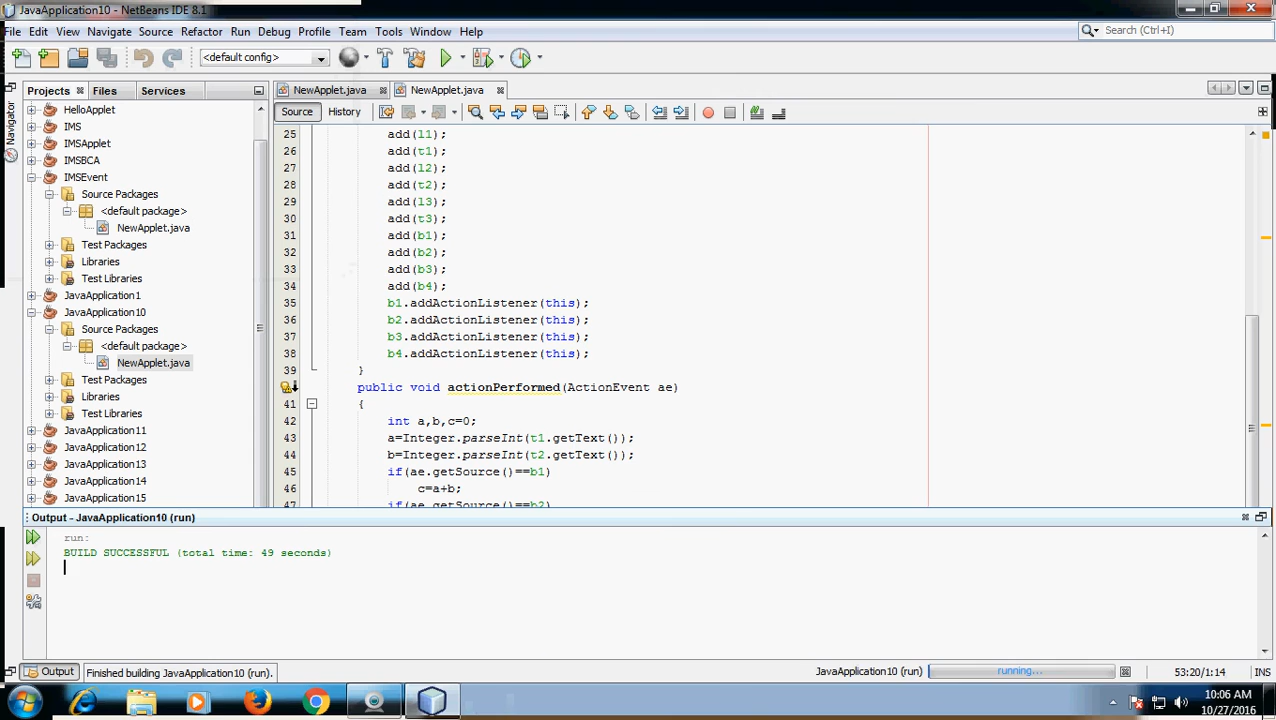 JavaApplication10 - NetBeans IDE 8.1
File Edit View Navigate Source Refactor Run Debug Profile Team Tools Window Help
Search (Ctrl+I)
<default config>
Projects Files Services
NewApplet.java NewApplet.java
Source History
Navigator
HelloApplet
IMS
IMSApplet
IMSBCA
IMSEvent
Source Packages
<default package>
NewApplet.java
Test Packages
Libraries
Test Libraries
JavaApplication1
JavaApplication10
Source Packages
<default package>
NewApplet.java
Test Packages
Libraries
Test Libraries
JavaApplication11
JavaApplication12
JavaApplication13
JavaApplication14
JavaApplication15
25 add(l1);
26 add(t1);
27 add(l2);
28 add(t2);
29 add(l3);
30 add(t3);
31 add(b1);
32 add(b2);
33 add(b3);
34 add(b4);
35 b1.addActionListener(this);
36 b2.addActionListener(this);
37 b3.addActionListener(this);
38 b4.addActionListener(this);
39 }
public void actionPerformed(ActionEvent ae)
41 {
42 int a,b,c=0;
43 a=Integer.parseInt(t1.getText());
44 b=Integer.parseInt(t2.getText());
45 if(ae.getSource()==b1)
46 c=a+b;
47 if(ae.getSource()==b2)
Output - JavaApplication10 (run)
run:
BUILD SUCCESSFUL (total time: 49 seconds)
Output
Finished building JavaApplication10 (run).
JavaApplication10 (run) running... 53:20/1:14 INS
10:06 AM
10/27/2016